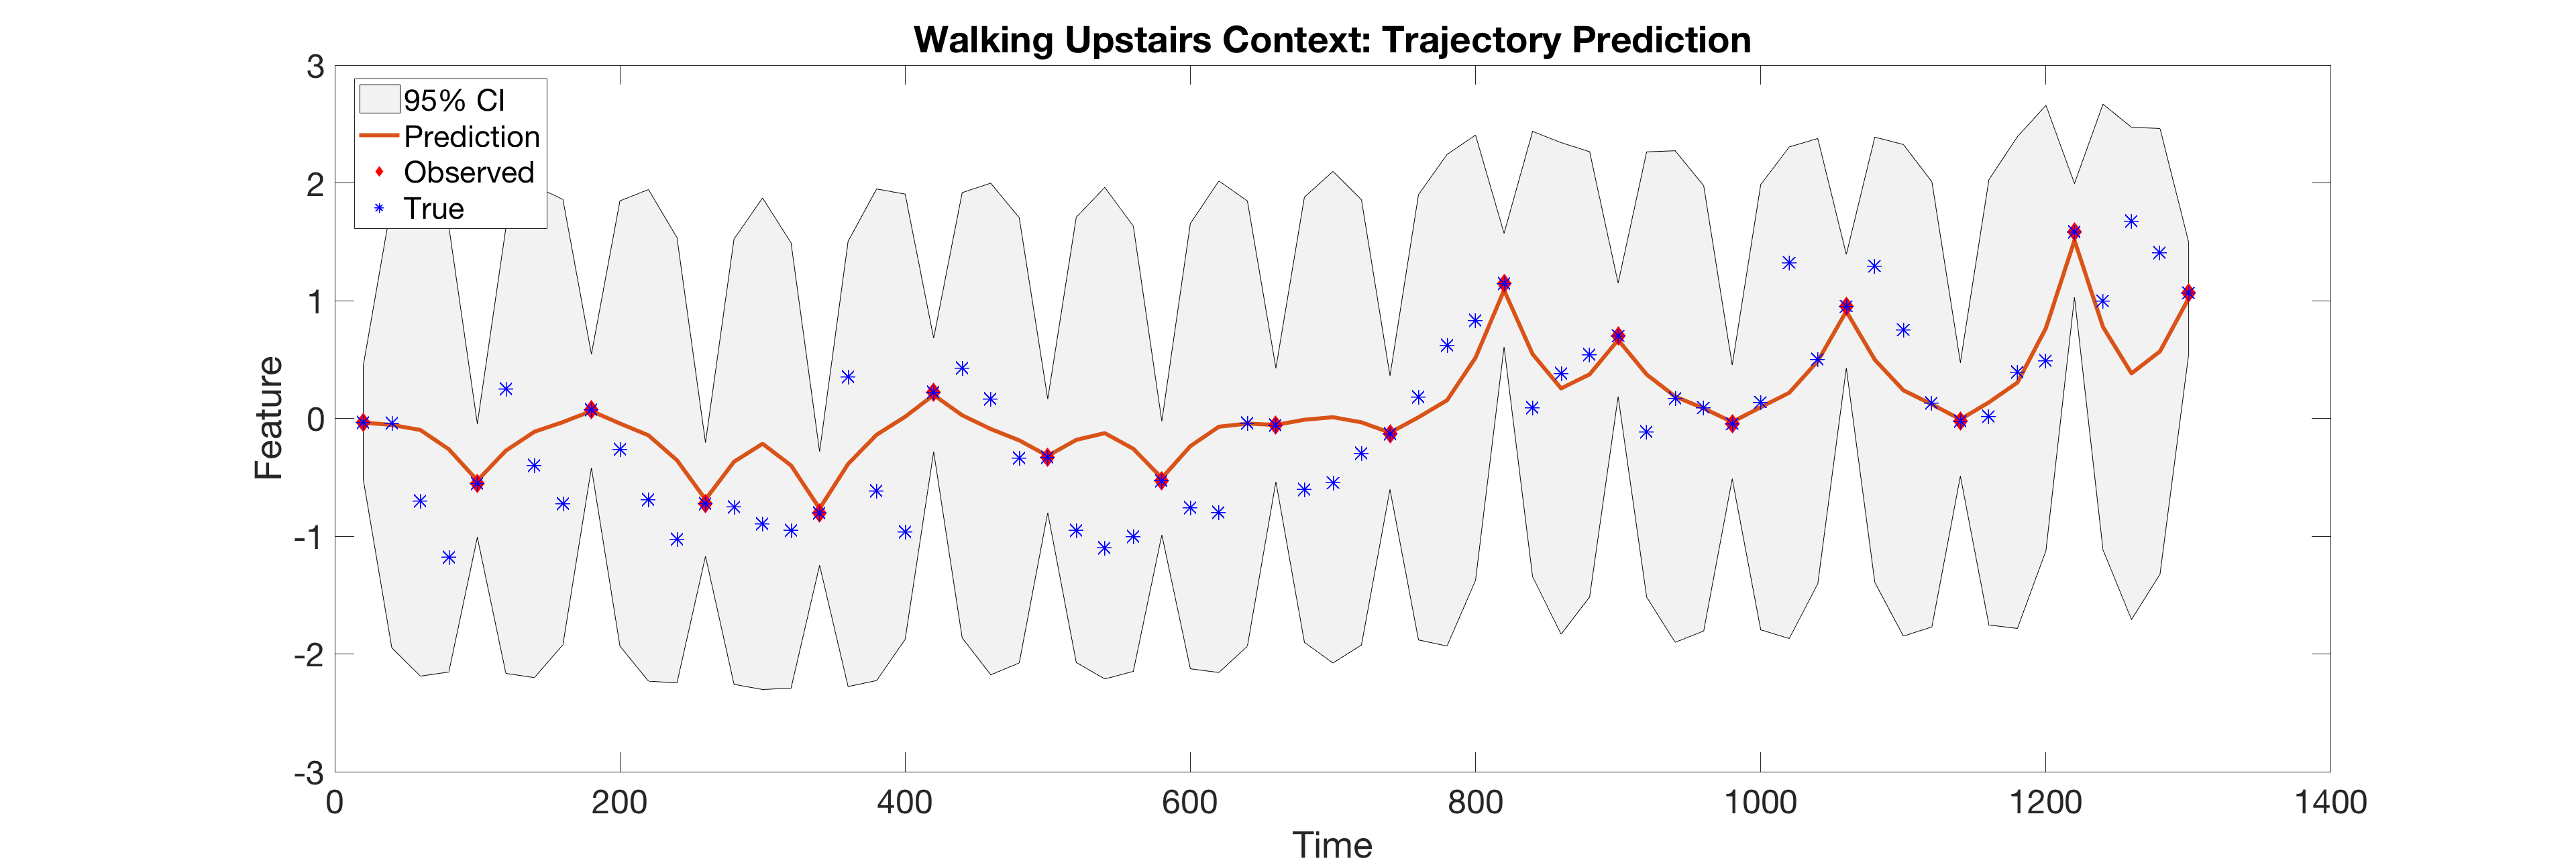 Walking Upstairs Context: Trajectory Prediction
3
2
1
0
-1
-2
-3
Feature
95% CI
Prediction
Observed
True
0 200 400 600 800 1000 1200 1400
Time